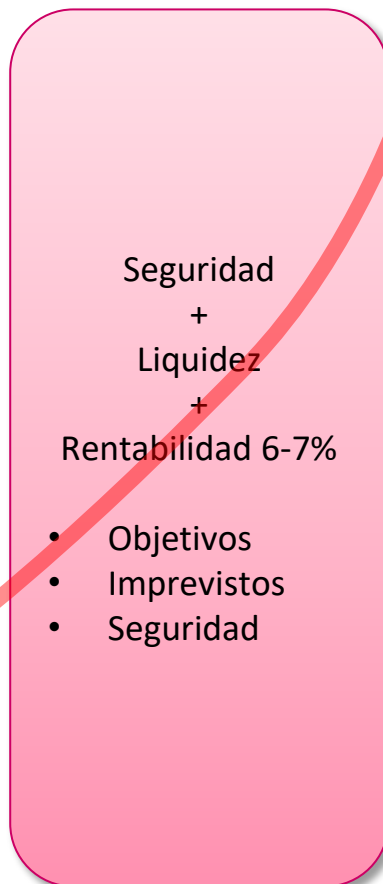 Seguridad
+
Liquidez
+
Rentabilidad 6-7%
• Objetivos
• Imprevistos
• Seguridad